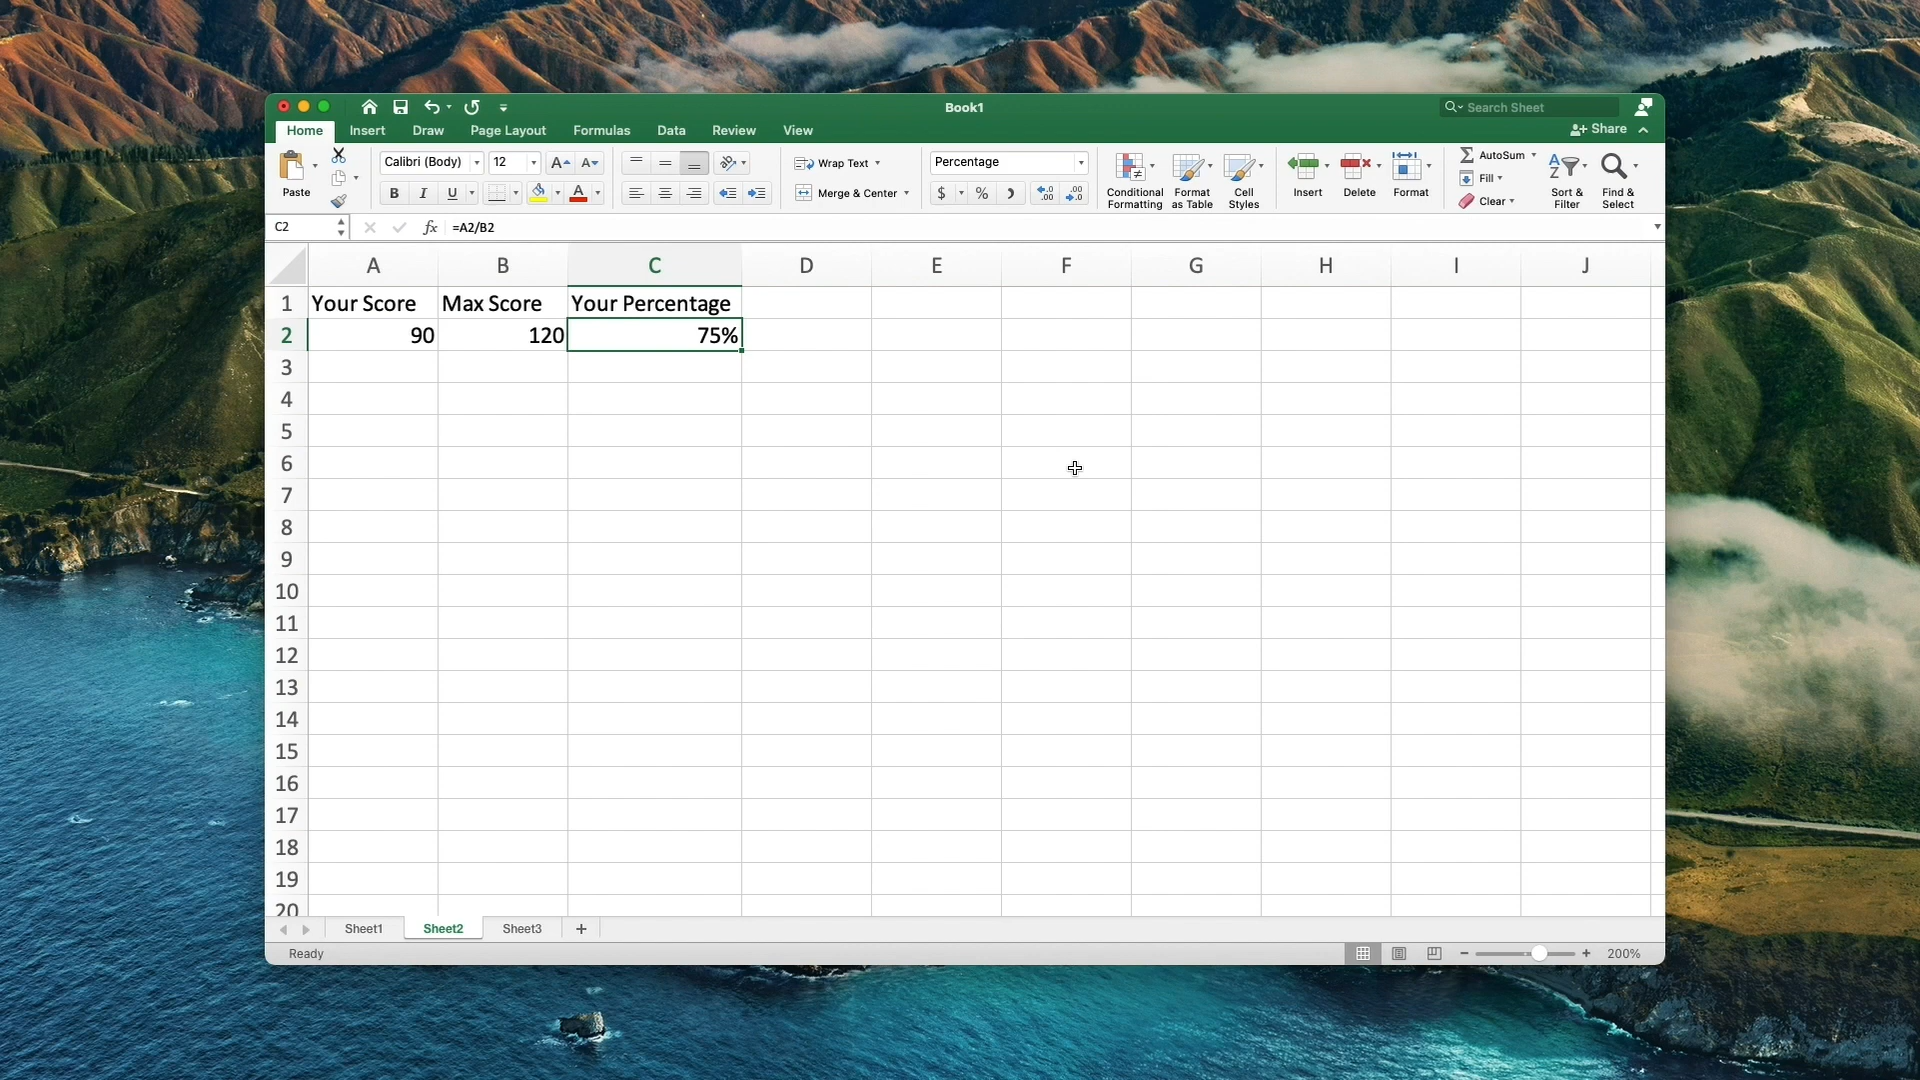 Book1
Search Sheet
Home Insert Draw Page Layout Formulas Data Review View
Share
Paste
Calibri (Body) 12
B I U
Wrap Text
Merge & Center
Percentage
$ % )
Conditional Formatting
Format as Table
Cell Styles
Insert
Delete
Format
AutoSum
Fill
Clear
Sort & Filter
Find & Select
C2 fx =A2/B2
A B C D E F G H I J
1 Your Score Max Score Your Percentage
2 90 120 75%
3
4
5
6
7
8
9
10
11
12
13
14
15
16
17
18
19
20
Sheet1 Sheet2 Sheet3 +
Ready 200%